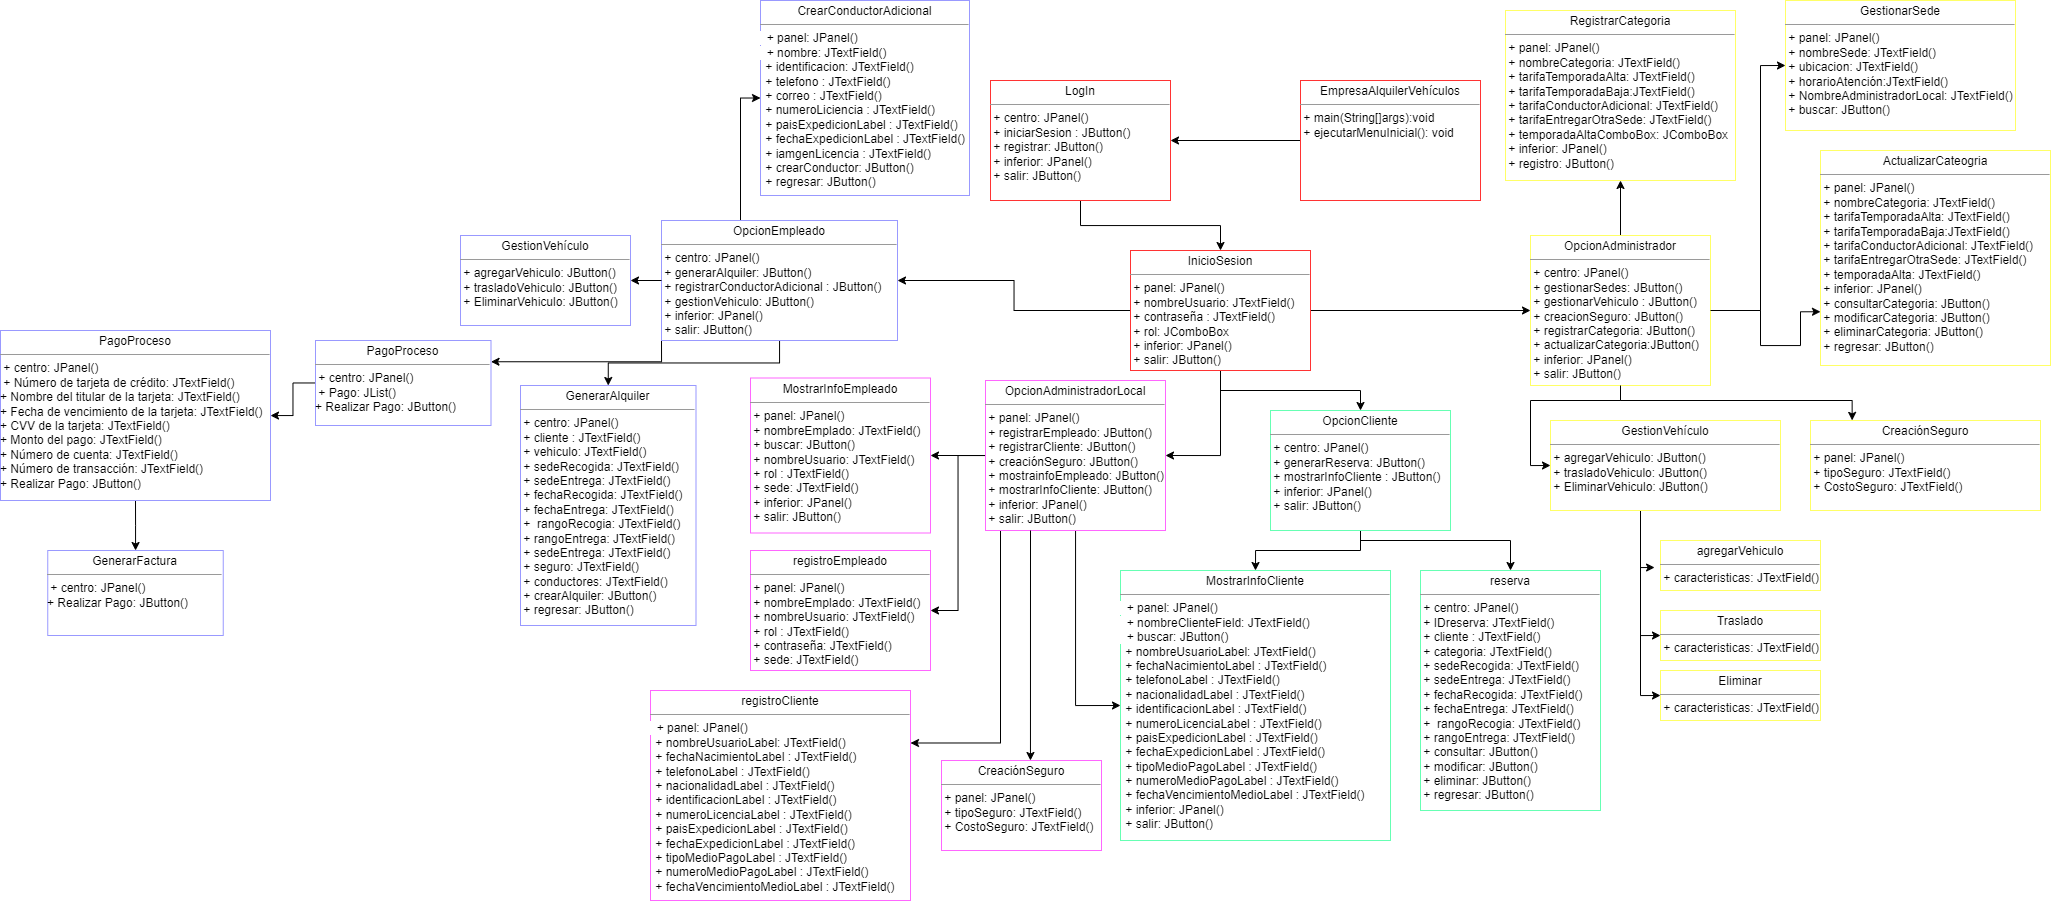 CrearConductorAdicional
+ panel: JPanel()
+ nombre: JTextField()
+ identificacion: JTextField()
+ telefono : JTextField()
+ correo : JTextField()
+ numeroLiciencia : JTextField()
+ paisExpedicionLabel : JTextField()
+ fechaExpedicionLabel : JTextField()
+ iamgenLicencia : JTextField()
+ crearConductor: JButton()
+ regresar: JButton()
LogIn
+ centro: JPanel()
+ iniciarSesion : JButton()
+ registrar: JButton()
+ inferior: JPanel()
+ salir: JButton()
EmpresaAlquilerVehículos
+ main(String[]args):void
+ ejecutarMenuInicial(): void
RegistrarCategoria
+ panel: JPanel()
+ nombreCategoria: JTextField()
+ tarifaTemporadaAlta: JTextField()
+ tarifaTemporadaBaja:JTextField()
+ tarifaConductorAdicional: JTextField()
+ tarifaEntregarOtraSede: JTextField()
+ temporadaAltaComboBox: JComboBox
+ inferior: JPanel()
+ registro: JButton()
GestionarSede
+ panel: JPanel()
+ nombreSede: JTextField()
+ ubicacion: JTextField()
+ horarioAtención:JTextField()
+ NombreAdministradorLocal: JTextField()
+ buscar: JButton()
ActualizarCateogria
+ panel: JPanel()
+ nombreCategoria: JTextField()
+ tarifaTemporadaAlta: JTextField()
+ tarifaTemporadaBaja:JTextField()
+ tarifaConductorAdicional: JTextField()
+ tarifaEntregarOtraSede: JTextField()
+ temporadaAlta: JTextField()
+ inferior: JPanel()
+ consultarCategoria: JButton()
+ modificarCategoria: JButton()
+ eliminarCategoria: JButton()
+ regresar: JButton()
GestionVehículo
+ agregarVehiculo: JButton()
+ trasladoVehiculo: JButton()
+ EliminarVehiculo: JButton()
OpcionEmpleado
+ centro: JPanel()
+ generarAlquiler: JButton()
+ registrarConductorAdicional : JButton()
+ gestionVehiculo: JButton()
+ inferior: JPanel()
+ salir: JButton()
InicioSesion
+ panel: JPanel()
+ nombreUsuario: JTextField()
+ contraseña : JTextField()
+ rol: JComboBox
+ inferior: JPanel()
+ salir: JButton()
OpcionAdministrador
+ centro: JPanel()
+ gestionarSedes: JButton()
+ gestionarVehiculo : JButton()
+ creacionSeguro: JButton()
+ registrarCategoria: JButton()
+ actualizarCategoria:JButton()
+ inferior: JPanel()
+ salir: JButton()
PagoProceso
+ centro: JPanel()
+ Número de tarjeta de crédito: JTextField()
+ Nombre del titular de la tarjeta: JTextField()
+ Fecha de vencimiento de la tarjeta: JTextField()
+ CVV de la tarjeta: JTextField()
+ Monto del pago: JTextField()
+ Número de cuenta: JTextField()
+ Número de transacción: JTextField()
+ Realizar Pago: JButton()
PagoProceso
+ centro: JPanel()
+ Pago: JList()
+ Realizar Pago: JButton()
GenerarAlquiler
+ centro: JPanel()
+ cliente : JTextField()
+ vehiculo: JTextField()
+ sedeRecogida: JTextField()
+ sedeEntrega: JTextField()
+ fechaRecogida: JTextField()
+ fechaEntrega: JTextField()
+ rangoRecogia: JTextField()
+ rangoEntrega: JTextField()
+ sedeEntrega: JTextField()
+ seguro: JTextField()
+ conductores: JTextField()
+ crearAlquiler: JButton()
+ regresar: JButton()
MostrarInfoEmpleado
+ panel: JPanel()
+ nombreEmplado: JTextField()
+ buscar: JButton()
+ nombreUsuario: JTextField()
+ rol : JTextField()
+ sede: JTextField()
+ inferior: JPanel()
+ salir: JButton()
OpcionAdministradorLocal
+ panel: JPanel()
+ registrarEmpleado: JButton()
+ registrarCliente: JButton()
+ creaciónSeguro: JButton()
+ mostrainfoEmpleado: JButton()
+ mostrarInfoCliente: JButton()
+ inferior: JPanel()
+ salir: JButton()
OpcionCliente
+ centro: JPanel()
+ generarReserva: JButton()
+ mostrarInfoCliente : JButton()
+ inferior: JPanel()
+ salir: JButton()
GestionVehículo
+ agregarVehiculo: JButton()
+ trasladoVehiculo: JButton()
+ EliminarVehiculo: JButton()
CreaciónSeguro
+ panel: JPanel()
+ tipoSeguro: JTextField()
+ CostoSeguro: JTextField()
GenerarFactura
+ centro: JPanel()
+ Realizar Pago: JButton()
registroEmpleado
+ panel: JPanel()
+ nombreEmplado: JTextField()
+ nombreUsuario: JTextField()
+ rol : JTextField()
+ contraseña: JTextField()
+ sede: JTextField()
MostrarInfoCliente
+ panel: JPanel()
+ nombreClienteField: JTextField()
+ buscar: JButton()
+ nombreUsuarioLabel: JTextField()
+ fechaNacimientoLabel : JTextField()
+ telefonoLabel : JTextField()
+ nacionalidadLabel : JTextField()
+ identificacionLabel : JTextField()
+ numeroLicenciaLabel : JTextField()
+ paisExpedicionLabel : JTextField()
+ fechaExpedicionLabel : JTextField()
+ tipoMedioPagoLabel : JTextField()
+ numeroMedioPagoLabel : JTextField()
+ fechaVencimientoMedioLabel : JTextField()
+ inferior: JPanel()
+ salir: JButton()
reserva
+ centro: JPanel()
+ IDreserva: JTextField()
+ cliente : JTextField()
+ categoria: JTextField()
+ sedeRecogida: JTextField()
+ sedeEntrega: JTextField()
+ fechaRecogida: JTextField()
+ fechaEntrega: JTextField()
+ rangoRecogia: JTextField()
+ rangoEntrega: JTextField()
+ consultar: JButton()
+ modificar: JButton()
+ eliminar: JButton()
+ regresar: JButton()
agregarVehiculo
+ caracteristicas: JTextField()
Traslado
+ caracteristicas: JTextField()
Eliminar
+ caracteristicas: JTextField()
registroCliente
+ panel: JPanel()
+ nombreUsuarioLabel: JTextField()
+ fechaNacimientoLabel : JTextField()
+ telefonoLabel : JTextField()
+ nacionalidadLabel : JTextField()
+ identificacionLabel : JTextField()
+ numeroLicenciaLabel : JTextField()
+ paisExpedicionLabel : JTextField()
+ fechaExpedicionLabel : JTextField()
+ tipoMedioPagoLabel : JTextField()
+ numeroMedioPagoLabel : JTextField()
+ fechaVencimientoMedioLabel : JTextField()
CreaciónSeguro
+ panel: JPanel()
+ tipoSeguro: JTextField()
+ CostoSeguro: JTextField()